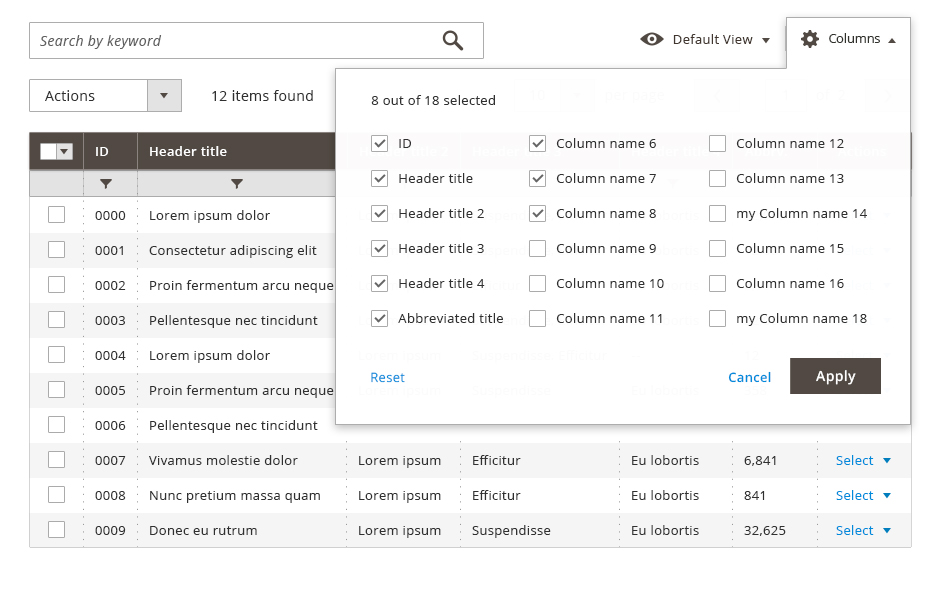 Search by keyword
Default View
Columns
Actions
12 items found
8 out of 18 selected
ID Column name 6 Column name 12
Header title Column name 7 Column name 13
Header title 2 Column name 8 my Column name 14
Header title 3 Column name 9 Column name 15
Header title 4 Column name 10 Column name 16
Abbreviated title Column name 11 my Column name 18
Reset Cancel Apply
ID Header title
0000 Lorem ipsum dolor
0001 Consectetur adipiscing elit
0002 Proin fermentum arcu neque
0003 Pellentesque nec tincidunt
0004 Lorem ipsum dolor
0005 Proin fermentum arcu neque
0006 Pellentesque nec tincidunt
0007 Vivamus molestie dolor Lorem ipsum Efficitur Eu lobortis 6,841 Select
0008 Nunc pretium massa quam Lorem ipsum Efficitur Eu lobortis 841 Select
0009 Donec eu rutrum Lorem ipsum Suspendisse Eu lobortis 32,625 Select